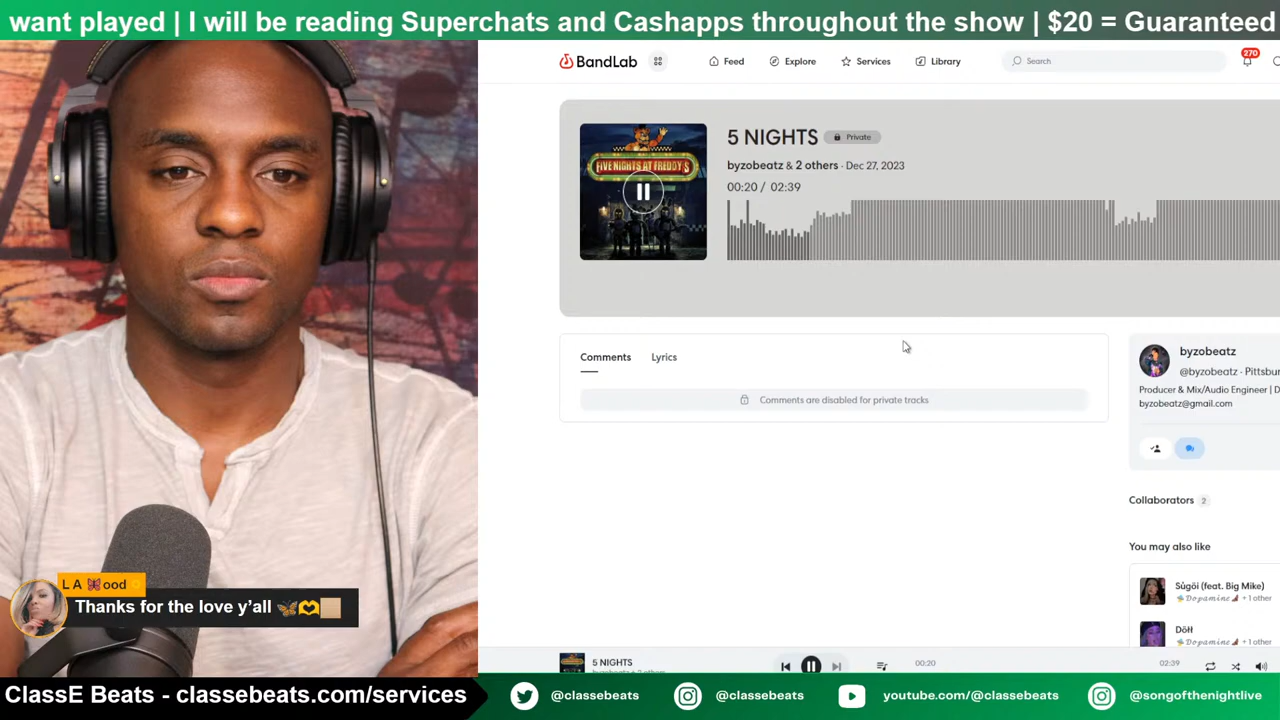 want played | I will be reading Superchats and Cashapps throughout the show | $20 = Guaranteed
BandLab
Feed
Explore
Services
Library
Search
270
5 NIGHTS
Private
byzobeatz & 2 others · Dec 27, 2023
00:20 / 02:39
FIVE NIGHTS AT FREDDY'S
Comments
Lyrics
Comments are disabled for private tracks
byzobeatz
@byzobeatz · Pittsbur
Producer & Mix/Audio Engineer | D
byzobeatz@gmail.com
Collaborators 2
You may also like
Sůgöi (feat. Big Mike)
𝓓𝓸𝓹𝓪𝓶𝓲𝓷𝓮 + 1 other
Döłł
𝓓𝓸𝓹𝓪𝓶𝓲𝓷𝓮 + 1 other
L A 🦋ood
Thanks for the love y'all 🦋🫶
5 NIGHTS
00:20
02:39
ClassE Beats - classebeats.com/services
@classebeats
@classebeats
youtube.com/@classebeats
@songofthenightlive